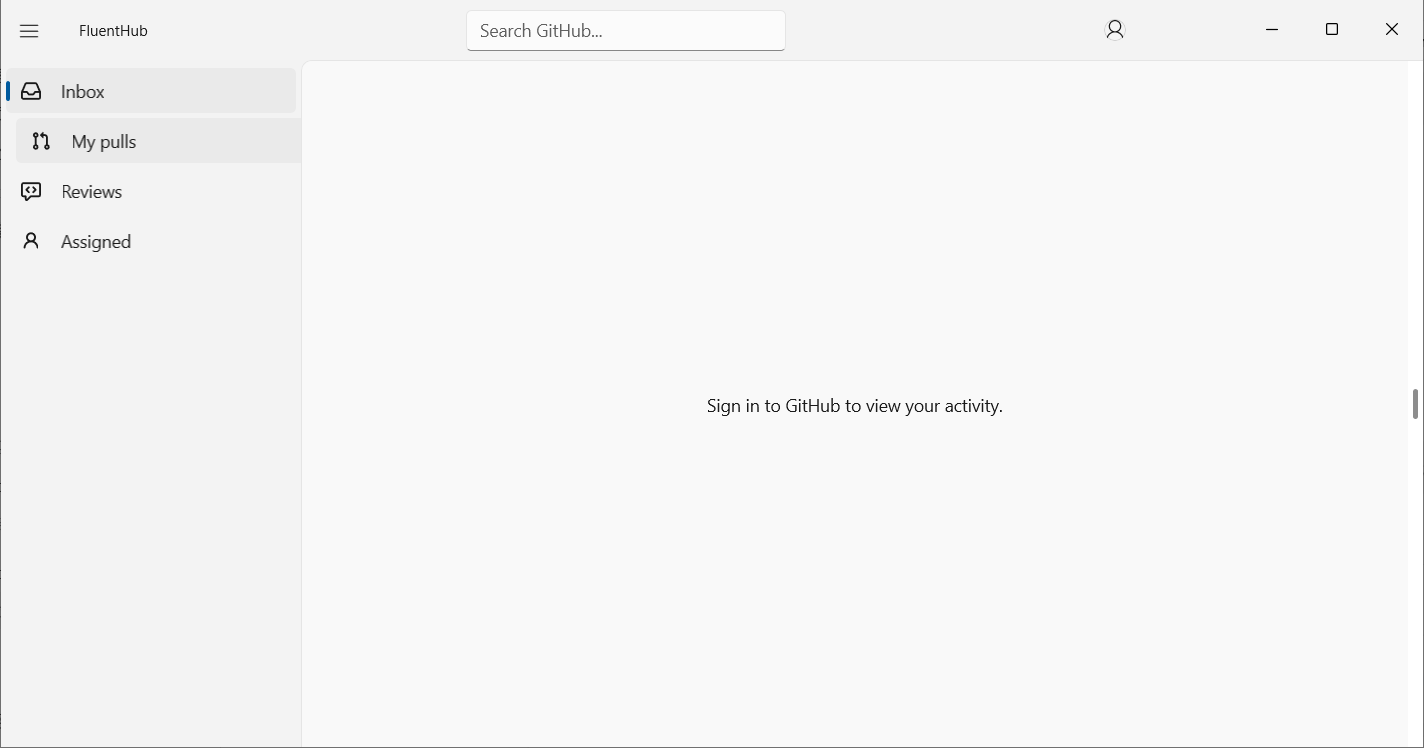 FluentHub
Search GitHub...
Inbox
My pulls
Reviews
Assigned
Sign in to GitHub to view your activity.